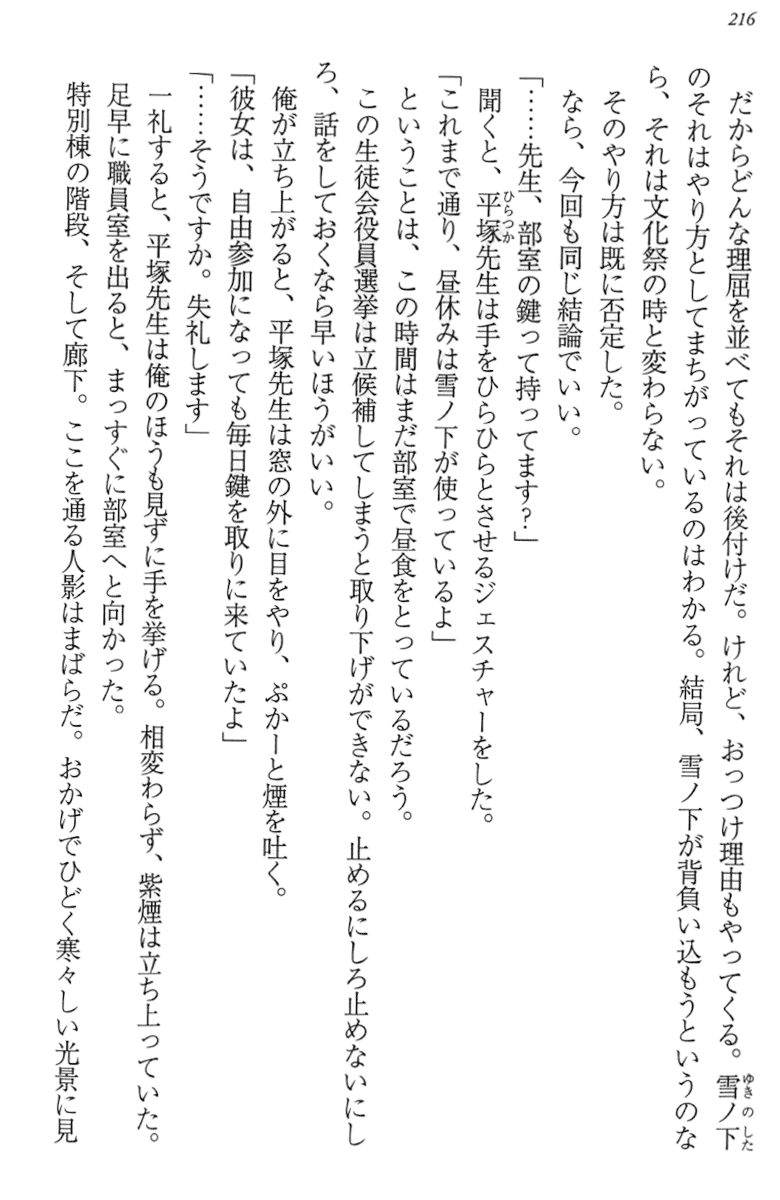 216
だからどんな理屈を並べてもそれは後付けだ。けれど、おっつけ理由もやってくる。雪ノ下
のそれはやり方としてまちがっているのはわかる。結局、雪ノ下が背負い込もうというのな
ら、それは文化祭の時と変わらない。
そのやり方は既に否定した。
なら、今回も同じ結論でいい。
「……先生、部室の鍵って持ってます?」
聞くと、平塚先生は手をひらひらとさせるジェスチャーをした。
「これまで通り、昼休みは雪ノ下が使っているよ」
ということは、この時間はまだ部室で昼食をとっているだろう。
この生徒会役員選挙は立候補してしまうと取り下げができない。止めるにしろ止めないにし
ろ、話をしておくなら早いほうがいい。
俺が立ち上がると、平塚先生は窓の外に目をやり、ぷかーと煙を吐く。
「彼女は、自由参加になっても毎日鍵を取りに来ていたよ」
「……そうですか。失礼します」
一礼すると、平塚先生は俺のほうも見ずに手を挙げる。相変わらず、紫煙は立ち上っていた。
足早に職員室を出ると、まっすぐに部室へと向かった。
特別棟の階段、そして廊下。ここを通る人影はまばらだ。おかげでひどく寒々しい光景に見